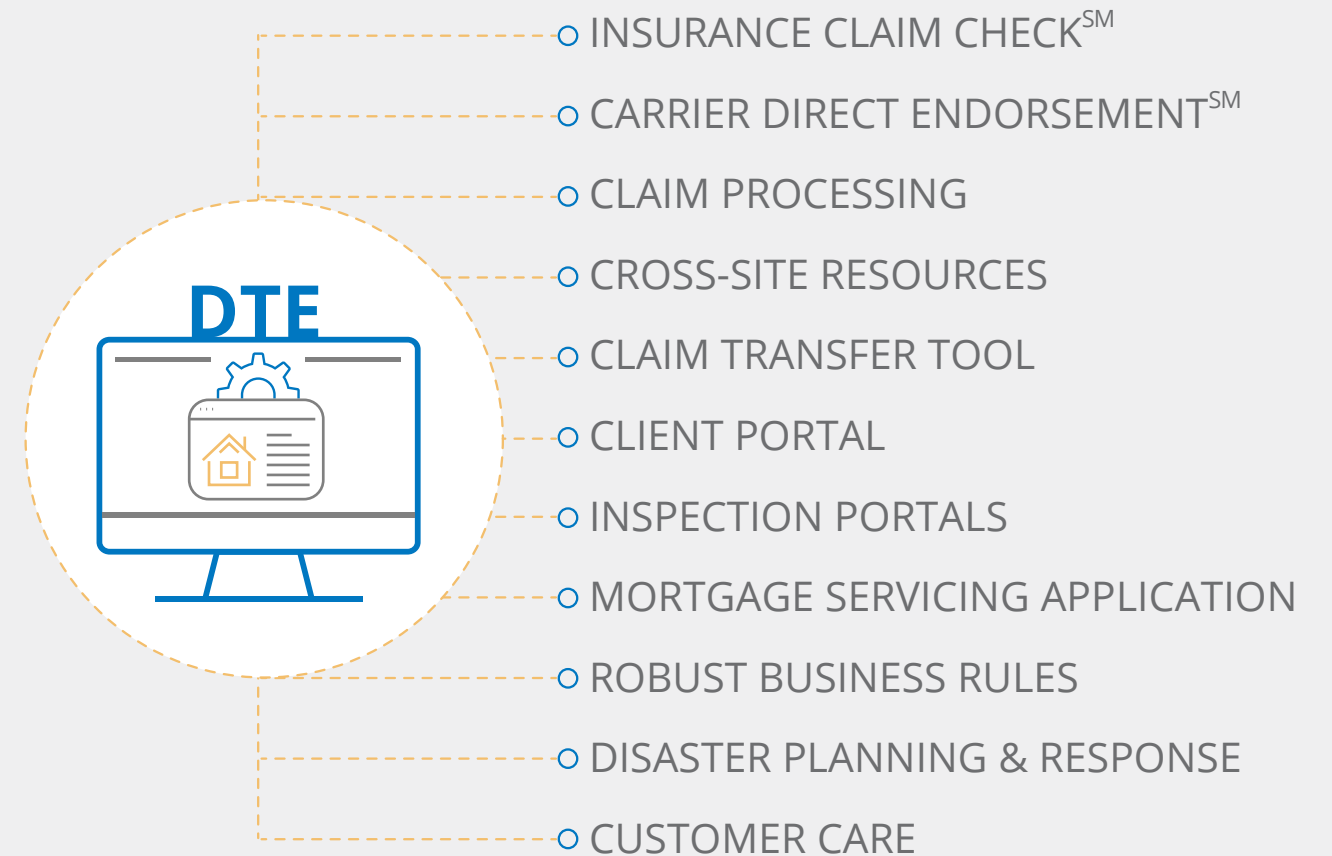 INSURANCE CLAIM CHECK℠
CARRIER DIRECT ENDORSEMENT℠
CLAIM PROCESSING
CROSS-SITE RESOURCES
DTE
CLAIM TRANSFER TOOL
CLIENT PORTAL
INSPECTION PORTALS
MORTGAGE SERVICING APPLICATION
ROBUST BUSINESS RULES
DISASTER PLANNING & RESPONSE
CUSTOMER CARE